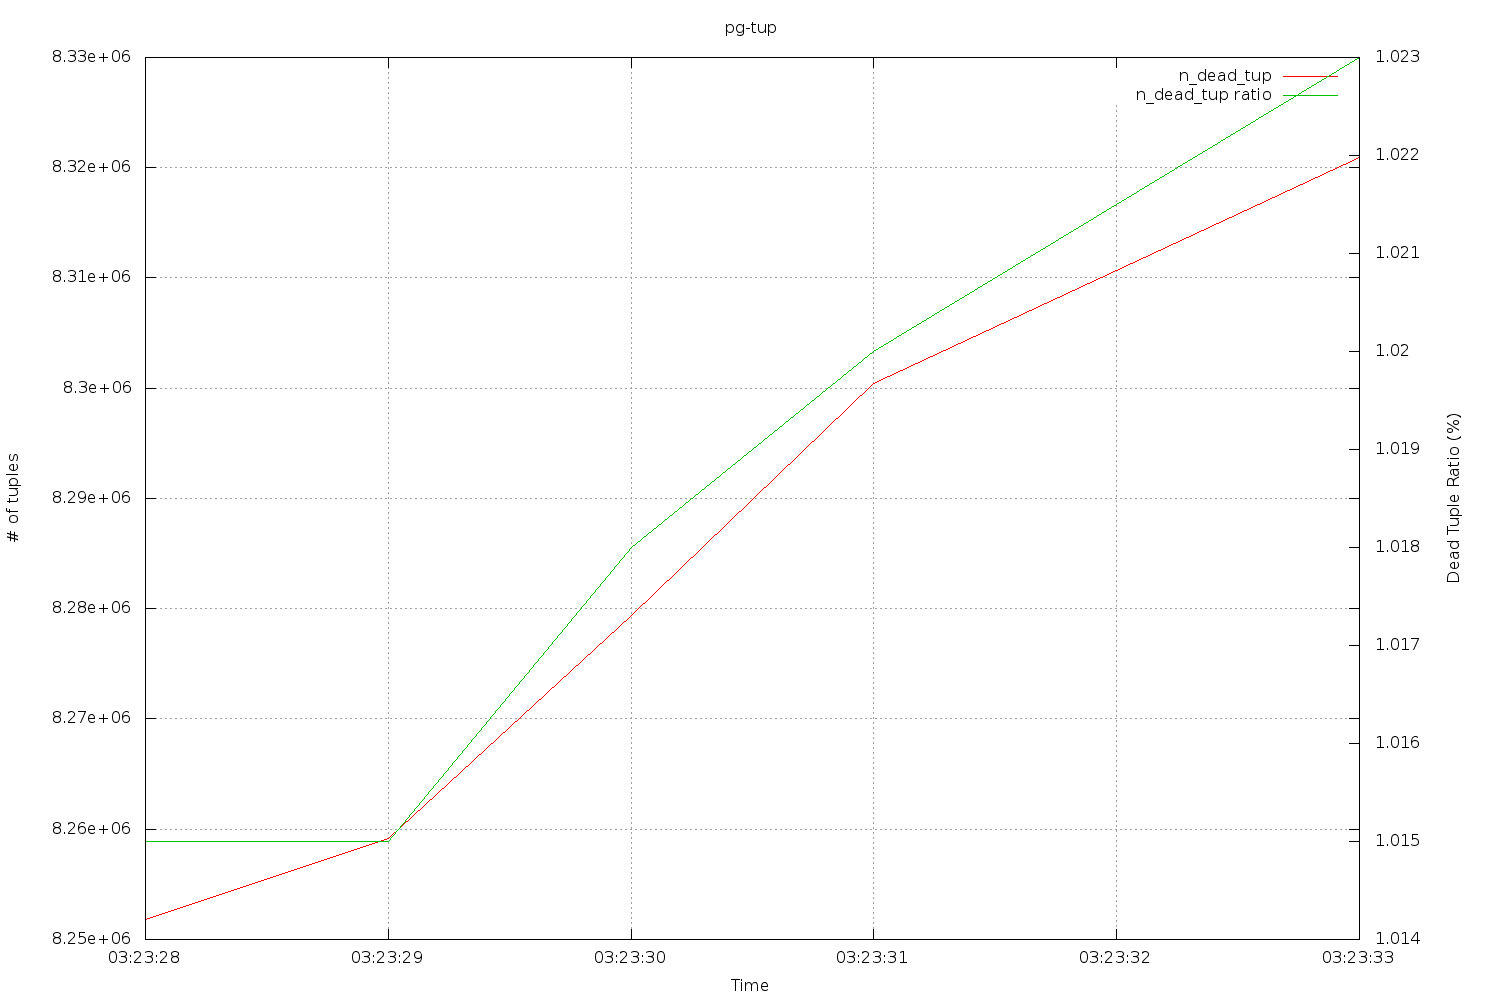 pg-tup
8.33e+06
8.32e+06
8.31e+06
8.3e+06
8.29e+06
8.28e+06
8.27e+06
8.26e+06
8.25e+06
# of tuples
n_dead_tup
n_dead_tup ratio
1.023
1.022
1.021
1.02
1.019
1.018
1.017
1.016
1.015
1.014
Dead Tuple Ratio (%)
03:23:28 03:23:29 03:23:30 03:23:31 03:23:32 03:23:33
Time